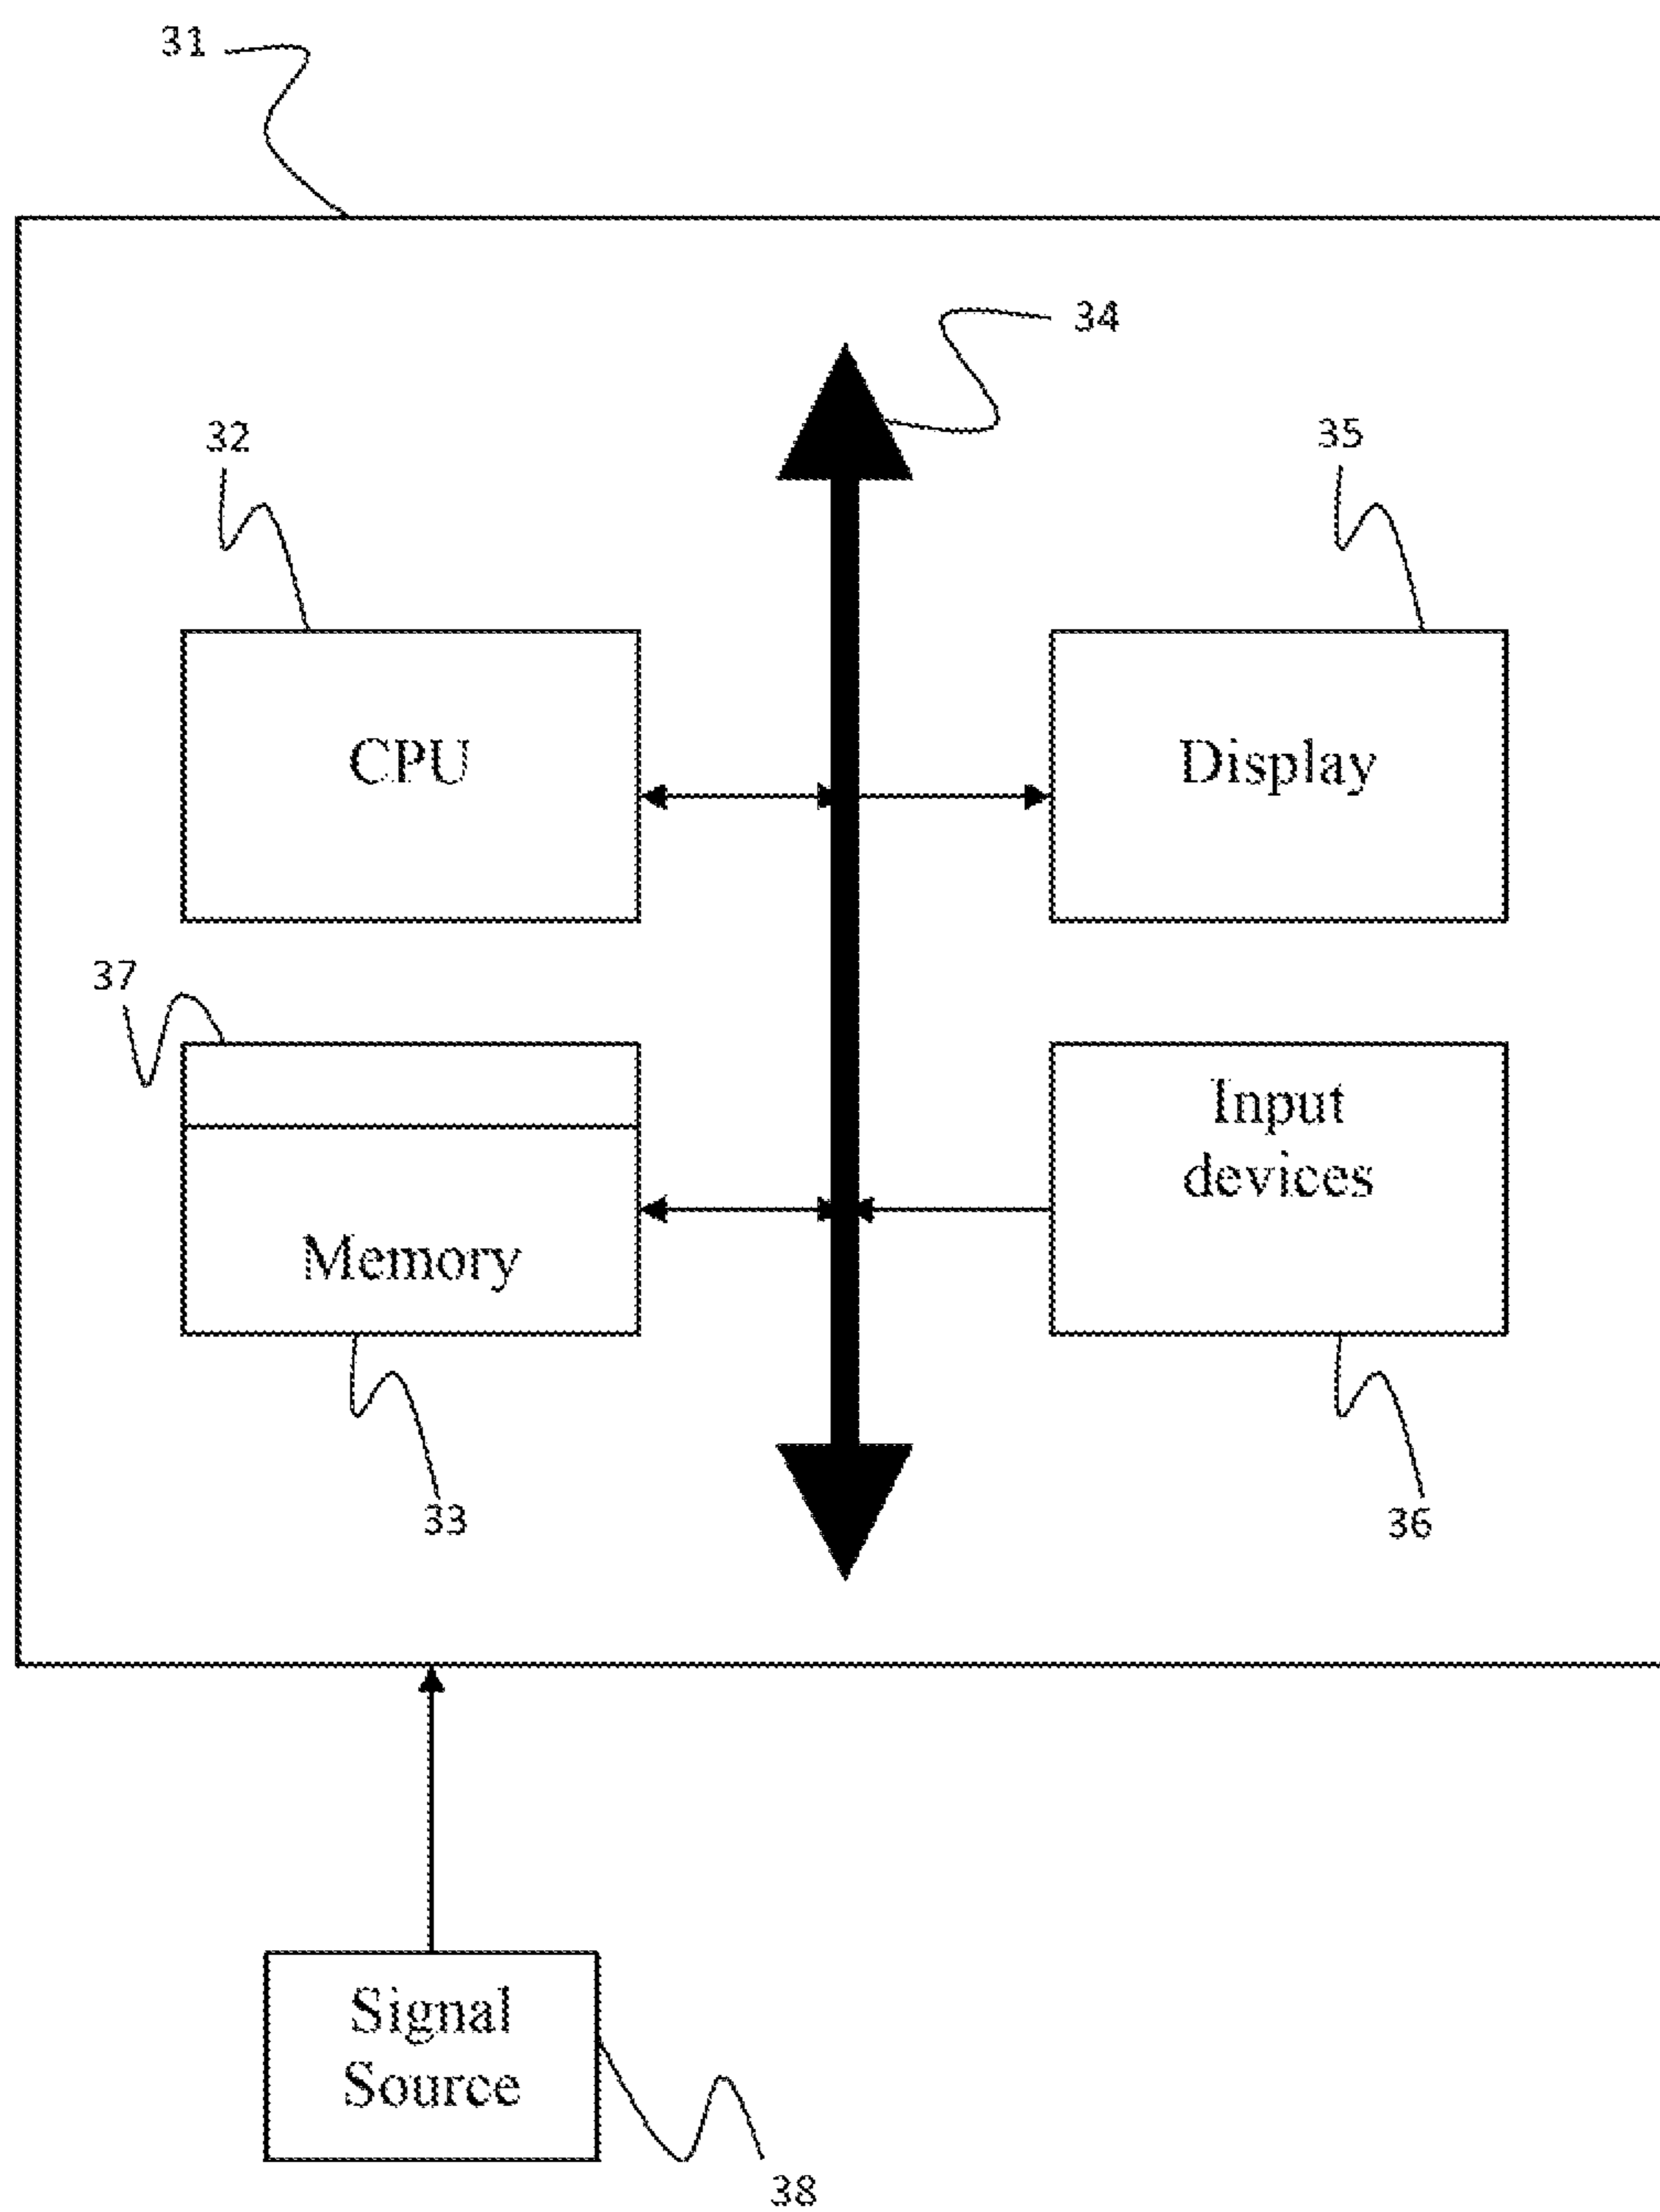 31
34
32
35
CPU
Display
37
Input
devices
Memory
33
36
Signal
Source
38